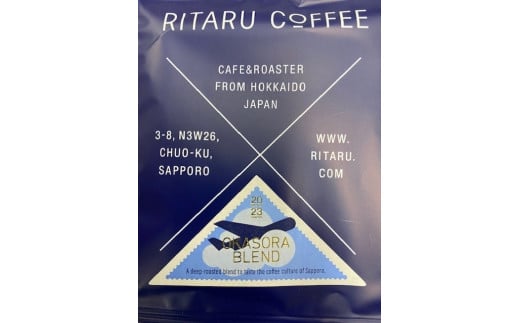 RITARU COFFEE
CAFE&ROASTER
FROM HOKKAIDO
JAPAN
3-8, N3W26,
CHUO-KU,
SAPPORO
WWW.
RITARU.
COM
20
23
OKASORA
BLEND
A deep-roasted blend to taste the coffee culture of Sapporo.